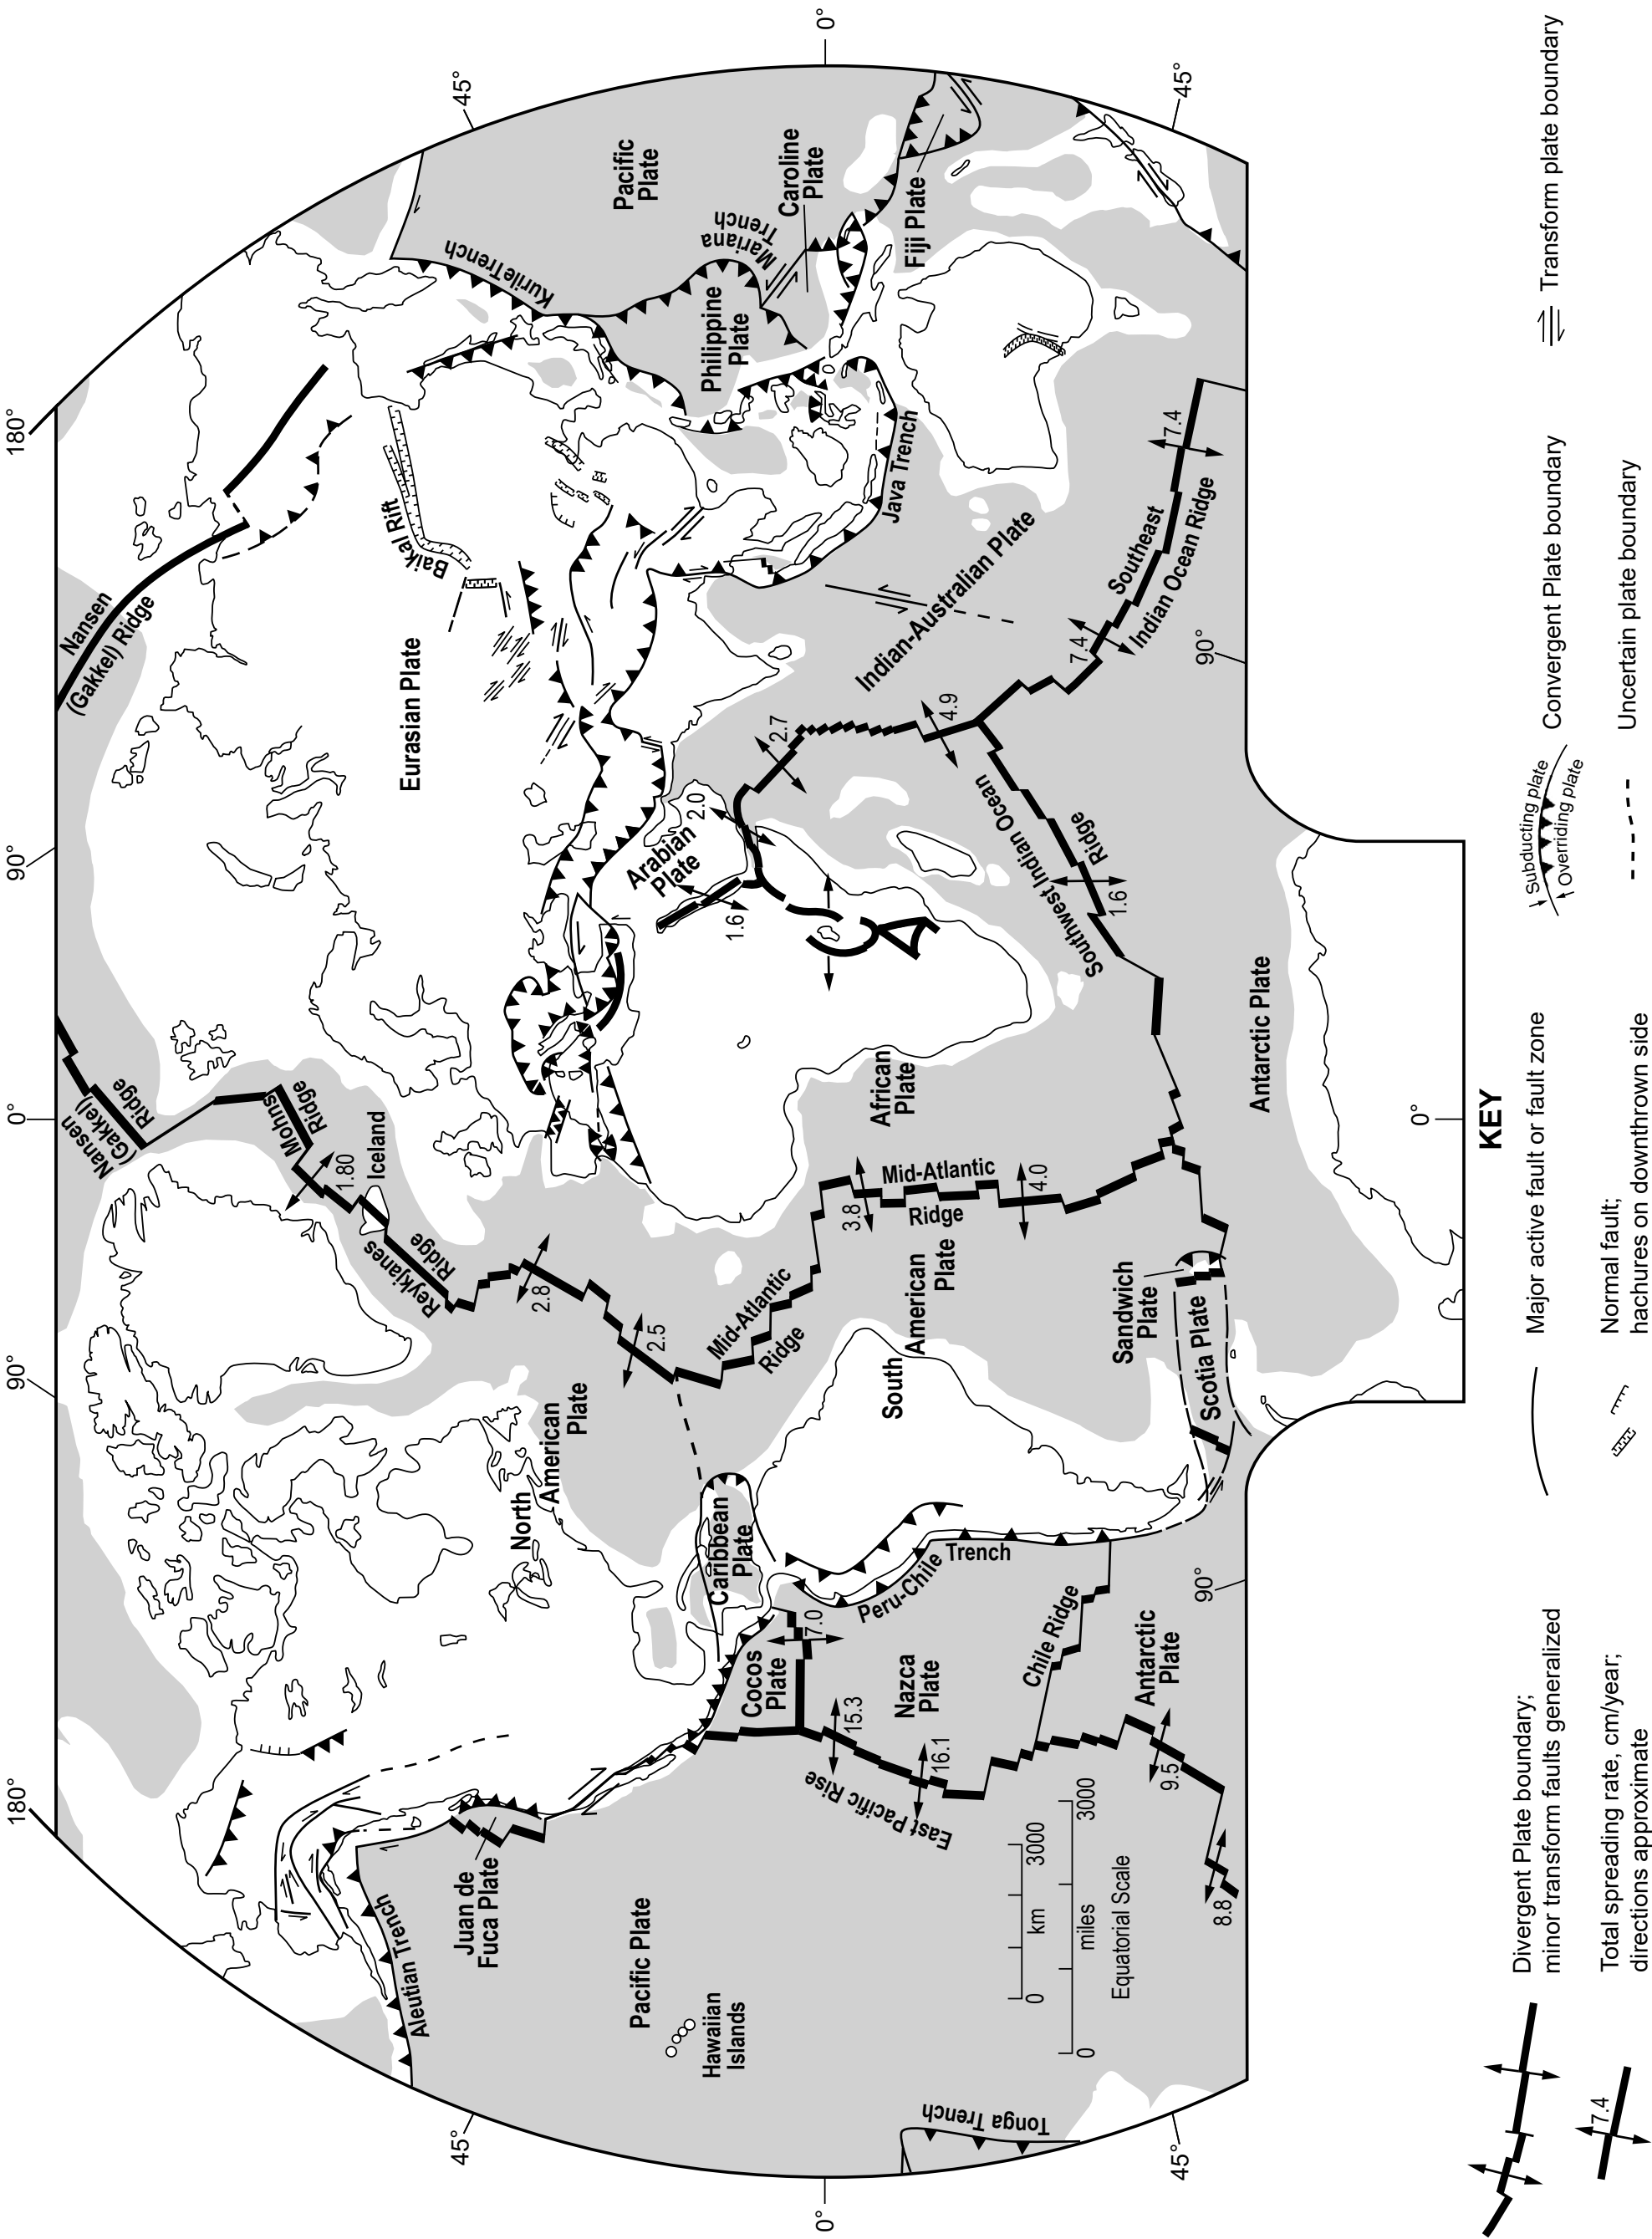 180°
90°
0°
90°
180°
45°
0°
45°
45°
0°
45°
Nansen
(Gakkel) Ridge
Nansen
(Gakkel)
Ridge
Mohns
Ridge
1.80
Iceland
Reykjanes
Ridge
2.8
2.5
Mid-Atlantic
Ridge
Eurasian Plate
Baikal Rift
Kurile Trench
Pacific
Plate
Mariana
Trench
Caroline
Plate
Philippine
Plate
Fiji Plate
Java Trench
Indian-Australian Plate
Southeast
Indian Ocean Ridge
7.4
7.4
90°
4.9
2.7
2.0
Arabian
Plate
1.6
Southwest Indian Ocean
Ridge
1.6
African
Plate
Antarctic Plate
0°
Mid-Atlantic
Ridge
3.8
4.0
South
American
Plate
Sandwich
Plate
Scotia Plate
North
American
Plate
Caribbean
Plate
Cocos
Plate
7.0
Peru-Chile
Trench
Nazca
Plate
15.3
16.1
East Pacific Rise
Chile Ridge
Antarctic
Plate
90°
9.5
8.8
Juan de
Fuca Plate
Aleutian Trench
Pacific Plate
Hawaiian
Islands
Tonga Trench
0
km
3000
0
miles
3000
Equatorial Scale
KEY
Divergent Plate boundary;
minor transform faults generalized
7.4
Total spreading rate, cm/year;
directions approximate
Major active fault or fault zone
Normal fault;
hachures on downthrown side
Subducting plate
Overriding plate
Convergent Plate boundary
Uncertain plate boundary
Transform plate boundary